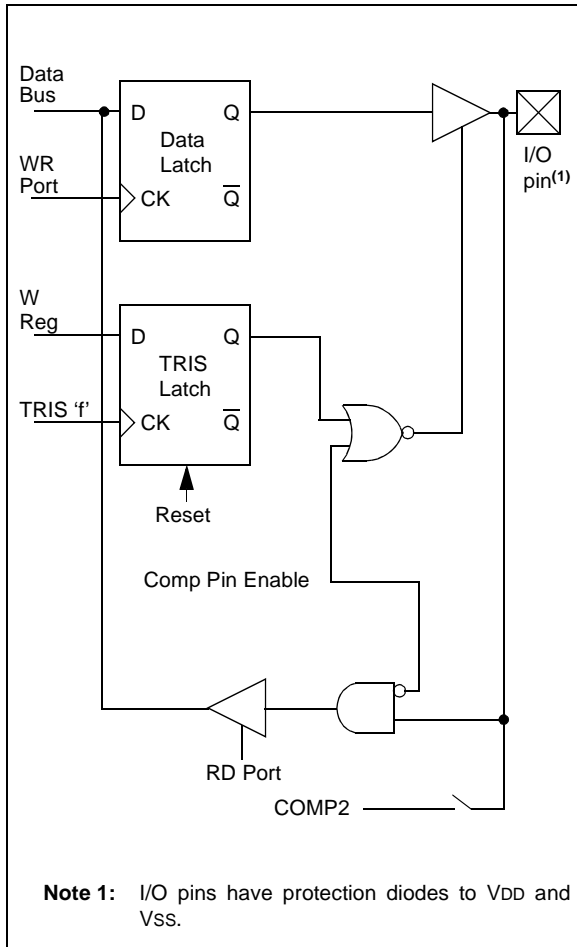 Data
Bus
D
Q
Data
Latch
WR
Port
CK
Q
I/O
pin(1)
W
Reg
D
Q
TRIS
Latch
TRIS ‘f’
CK
Q
Reset
Comp Pin Enable
RD Port
COMP2
Note 1: I/O pins have protection diodes to VDD and
VSS.